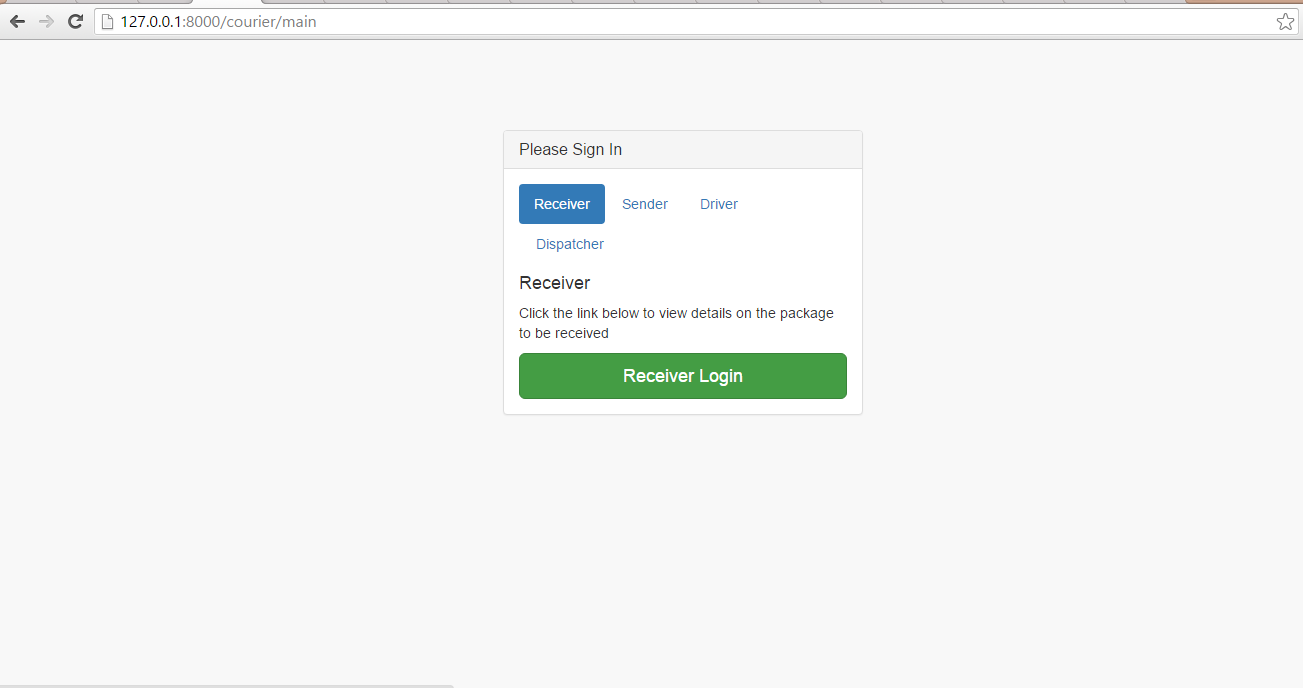 127.0.0.1:8000/courier/main
Please Sign In
Receiver Sender Driver
Dispatcher
Receiver
Click the link below to view details on the package
to be received
Receiver Login